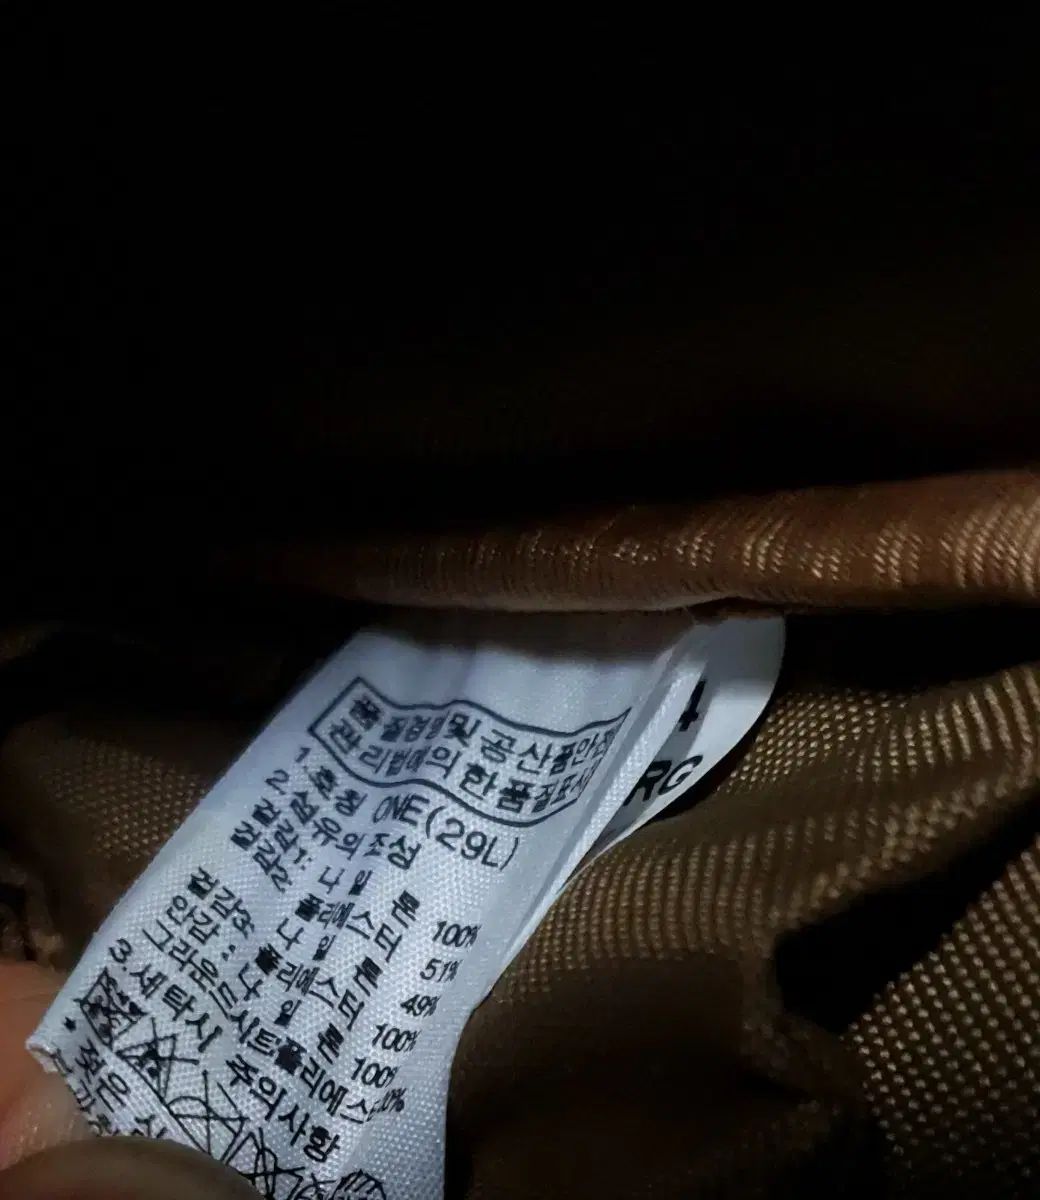 품질경영 및 공산품안전
관리법에 의한 품질표시
1. 호칭 ONE(29L)
2. 섬유의 조성
겉감1: 나일론 100%
겉감2: 폴리에스터 51%
나일론 49%
겉감3: 폴리에스터 100%
안감: 나일론 100%
그라운드시트: 폴리에스터
3. 세탁시 주의사항
4
RG